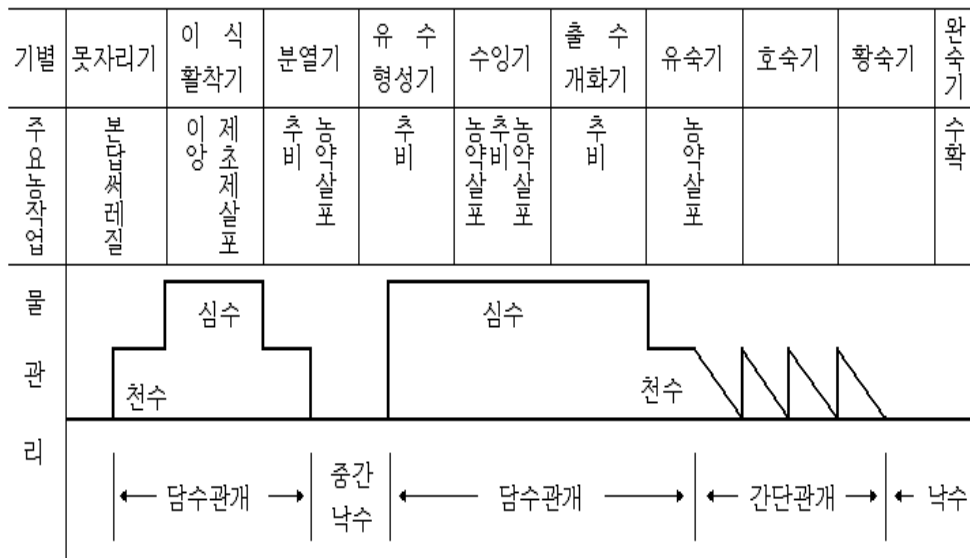 기별
못자리기
이 식
활착기
분열기
유 수
형성기
수잉기
출 수
개화기
유숙기
호숙기
황숙기
완숙기
주요농작업
본답써레질
이앙
제초제살포
추비
농약살포
추비
농약살포
추비
농약살포
추비
농약살포
수확
물관리
심수
천수
심수
천수
담수관개
중간
낙수
담수관개
간단관개
낙수